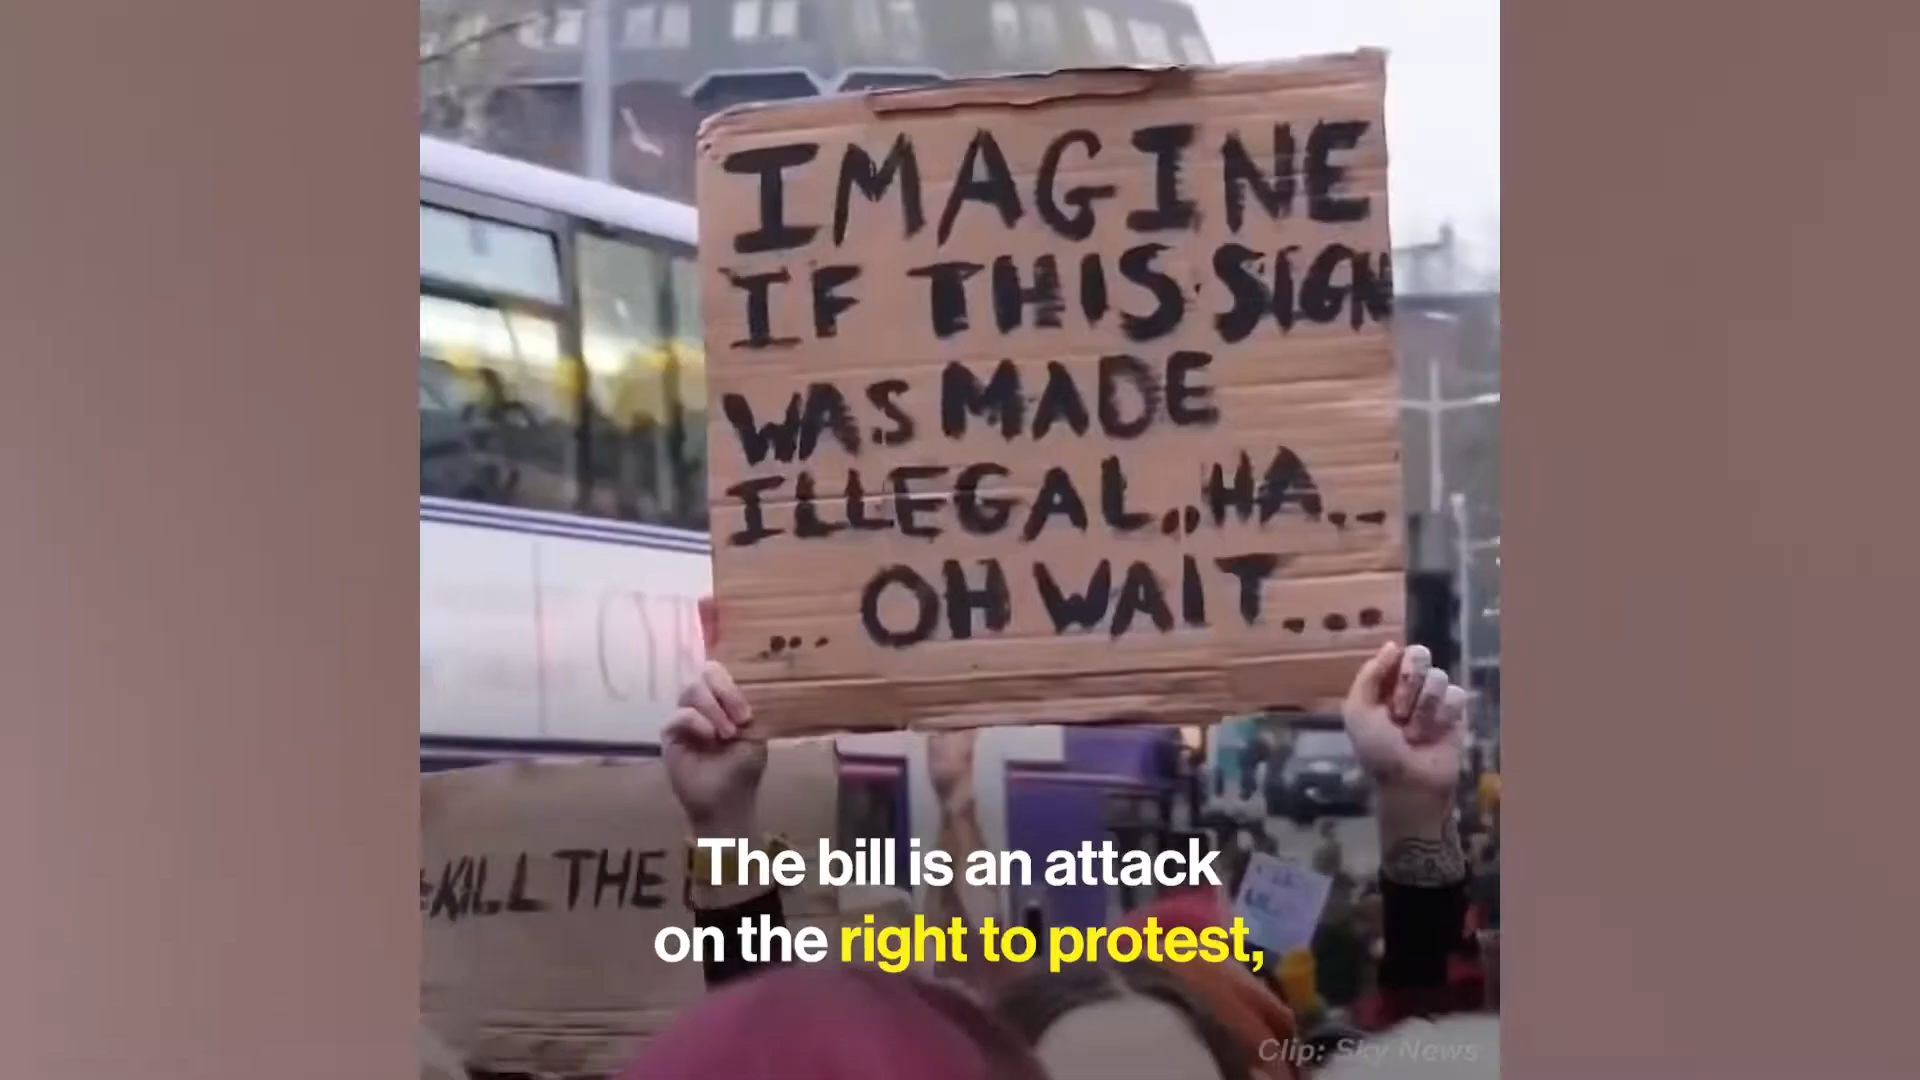 IMAGINE
IF THIS SIGN
WAS MADE
ILLEGAL..HA..
... OH WAIT...
KILL THE
The bill is an attack
on the right to protest,
Clip: Sky News